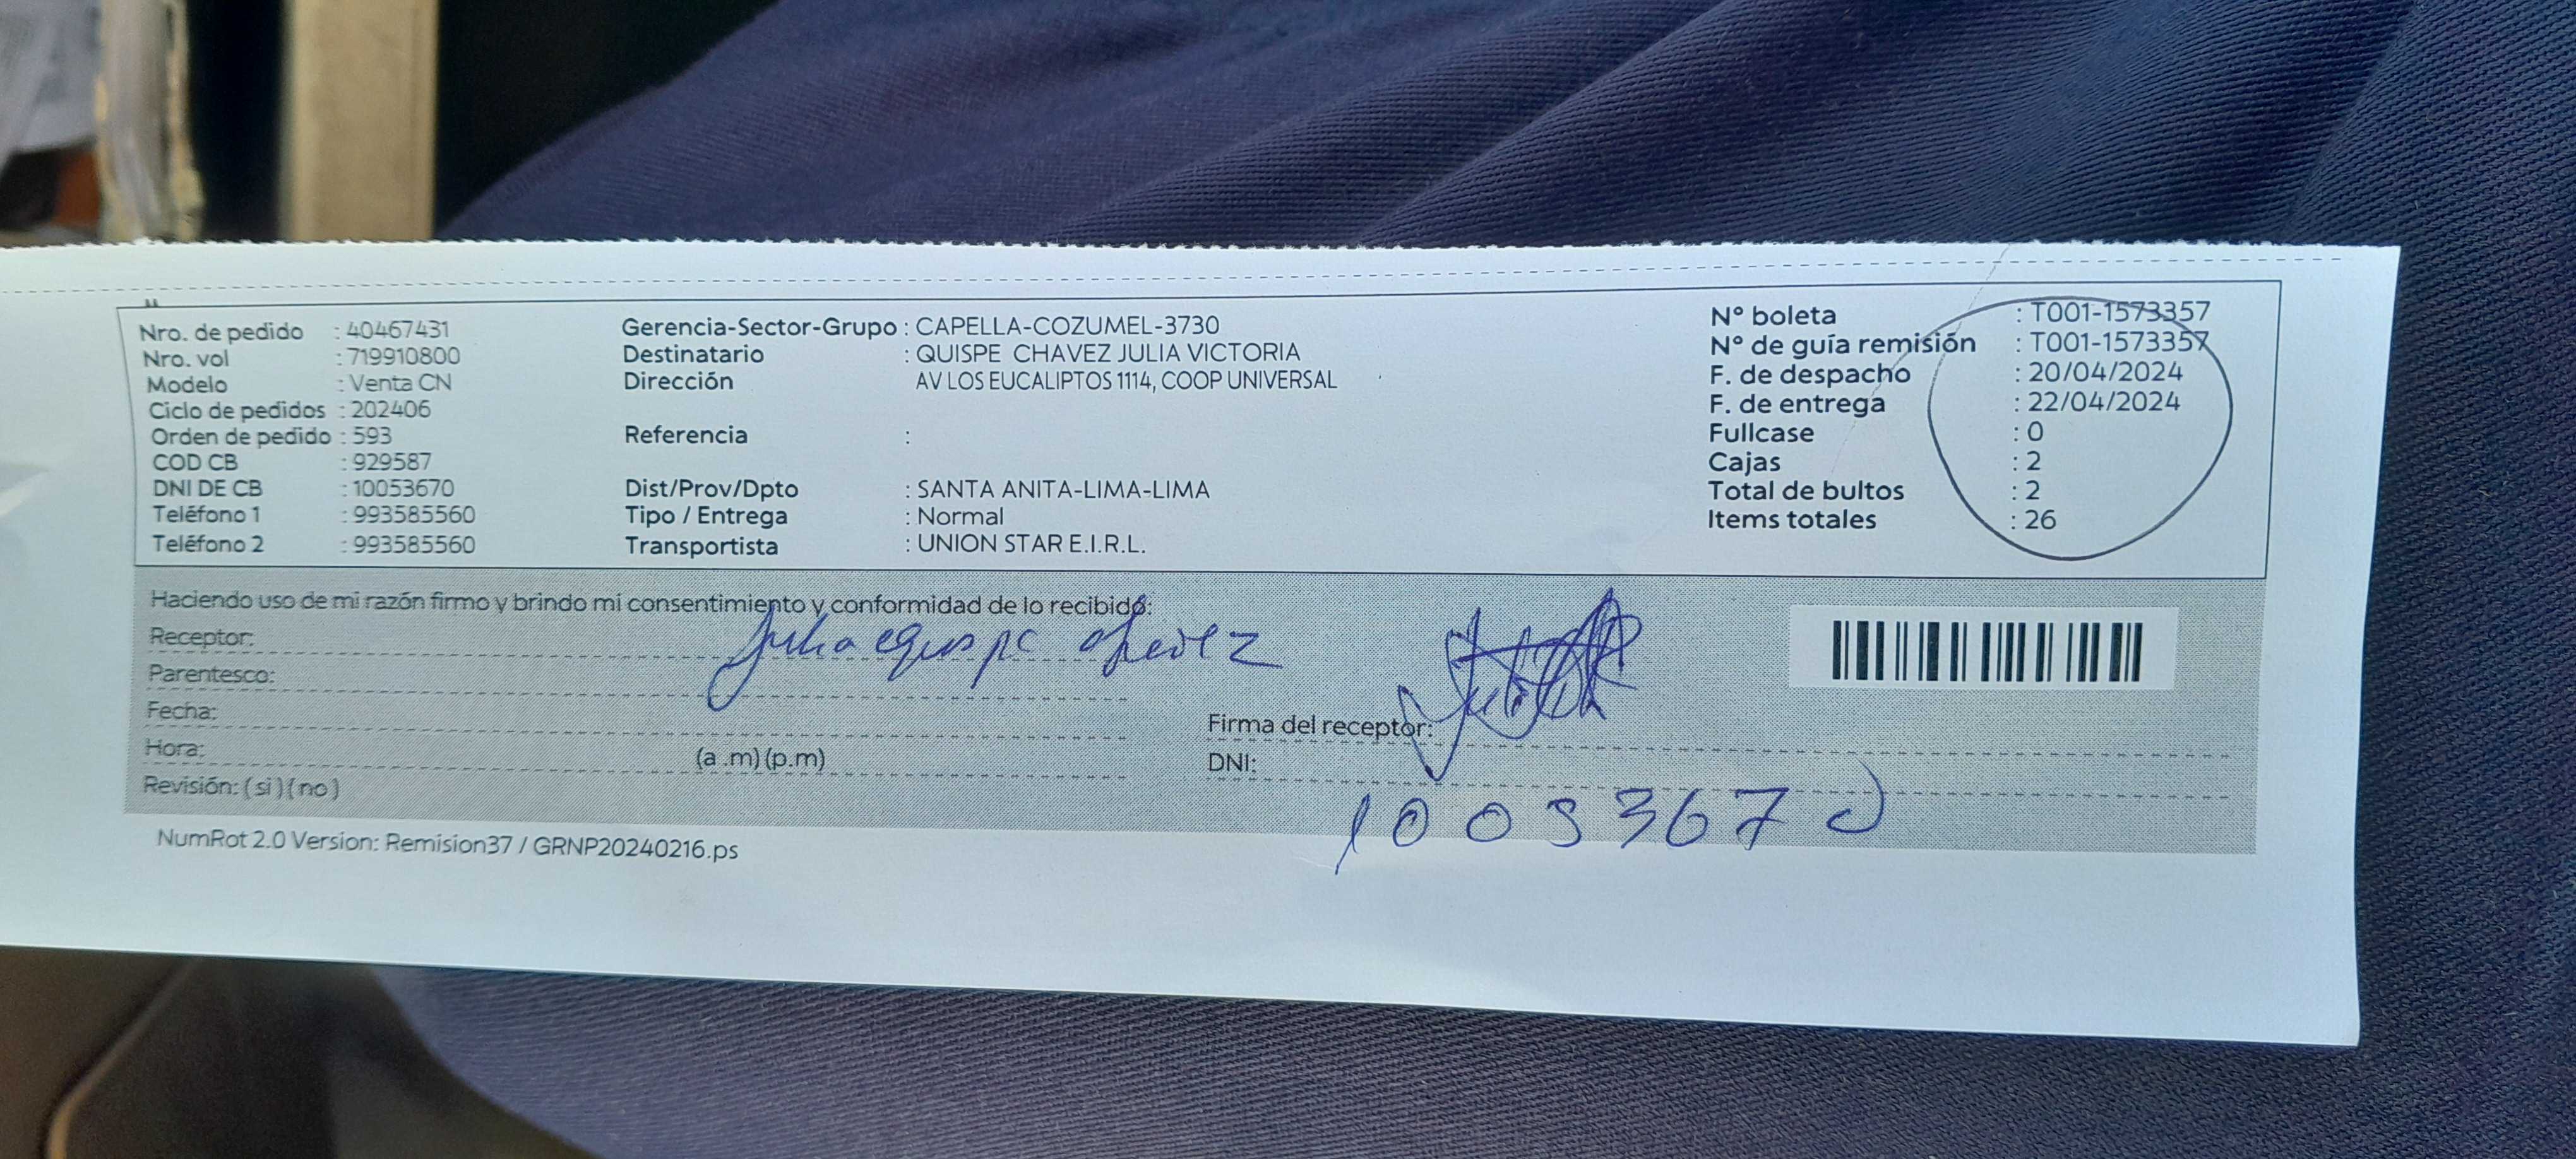 Nro. de pedido : 40467431
Nro. vol : 719910800
Modelo : Venta CN
Ciclo de pedidos : 202406
Orden de pedido : 593
COD CB : 929587
DNI DE CB : 10053670
Teléfono 1 : 993585560
Teléfono 2 : 993585560
Gerencia-Sector-Grupo : CAPELLA-COZUMEL-3730
Destinatario : QUISPE CHAVEZ JULIA VICTORIA
Dirección AV LOS EUCALIPTOS 1114, COOP UNIVERSAL
Referencia :
Dist/Prov/Dpto : SANTA ANITA-LIMA-LIMA
Tipo / Entrega : Normal
Transportista : UNION STAR E.I.R.L.
N° boleta : T001-1573357
N° de guía remisión : T001-1573357
F. de despacho : 20/04/2024
F. de entrega : 22/04/2024
Fullcase : 0
Cajas : 2
Total de bultos : 2
Items totales : 26
Haciendo uso de mi razón firmo y brindo mi consentimiento y conformidad de lo recibido:
Receptor: Julia
Parentesco:
Fecha:
Hora: (a .m) (p.m)
Revisión: ( si ) ( no )
Firma del receptor:
DNI:
10053670
NumRot 2.0 Version: Remision37 / GRNP20240216.ps